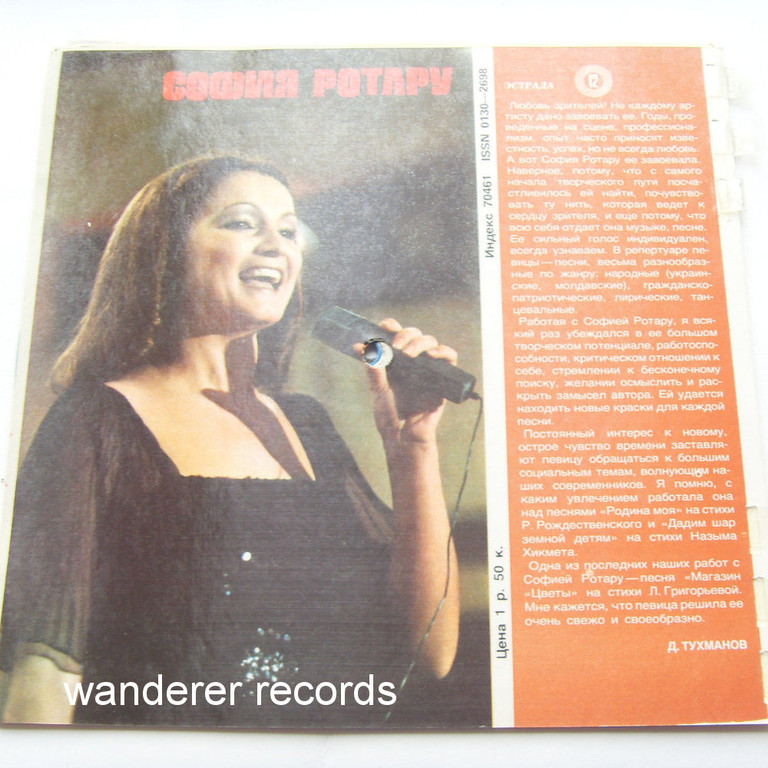 СОФИЯ РОТАРУ
Индекс 70461 ISSN 0130—2698
Цена 1 р. 50 к.
ЭСТРАДА
12
Любовь зрителей! Не каждому ар-
тисту дано завоевать ее. Годы, про-
веденные на сцене, профессиона-
лизм, опыт часто приносят изве-
стность, успех, но не всегда любовь.
А вот София Ротару ее завоевала.
Наверное, потому, что с самого
начала творческого пути посча-
стливилось ей найти, почувство-
вать ту нить, которая ведет к
сердцу зрителя, и еще потому, что
всю себя отдает она музыке, песне.
Ее сильный голос индивидуален,
всегда узнаваем. В репертуаре пе-
вицы—песни, весьма разнообраз-
ные по жанру: народные (украин-
ские, молдавские), гражданско-
патриотические, лирические, тан-
цевальные.
Работая с Софией Ротару, я вся-
кий раз убеждался в ее большом
творческом потенциале, работоспо-
собности, критическом отношении к
себе, стремлении к бесконечному
поиску, желании осмыслить и рас-
крыть замысел автора. Ей удается
находить новые краски для каждой
песни.
Постоянный интерес к новому,
острое чувство времени заставля-
ют певицу обращаться к большим
социальным темам, волнующим на-
ших современников. Я помню, с
каким увлечением работала она
над песнями «Родина моя» на стихи
Р. Рождественского и «Дадим шар
земной детям» на стихи Назыма
Хикмета.
Одна из последних наших работ с
Софией Ротару—песня «Магазин
«Цветы» на стихи Л. Григорьевой.
Мне кажется, что певица решила ее
очень свежо и своеобразно.
Д. ТУХМАНОВ
wanderer records